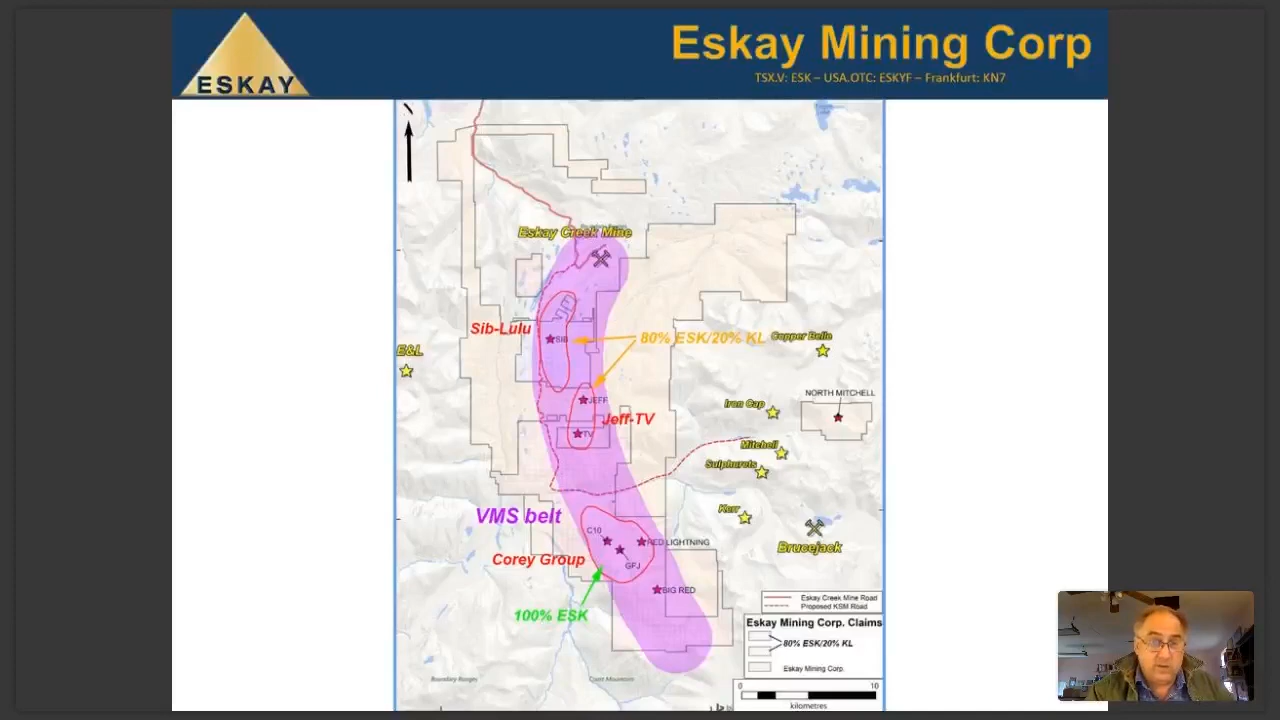 ESKAY
Eskay Mining Corp
TSX.V: ESK – USA.OTC: ESKYF – Frankfurt: KN7
Eskay Creek Mine
Sib-Lulu
SIB
80% ESK/20% KL
Copper Belle
E&L
NORTH MITCHELL
JEFF
Iron Cap
Jeff-TV
TV
Mitchell
Sulphurets
VMS belt
Kerr
C10
RED LIGHTNING
Brucejack
Corey Group
GFJ
BIG RED
100% ESK
Eskay Creek Mine Road
Proposed KSM Road
Eskay Mining Corp. Claims
80% ESK/20% KL
Eskay Mining Corp.
Boundary Ranges
0 10
kilometres